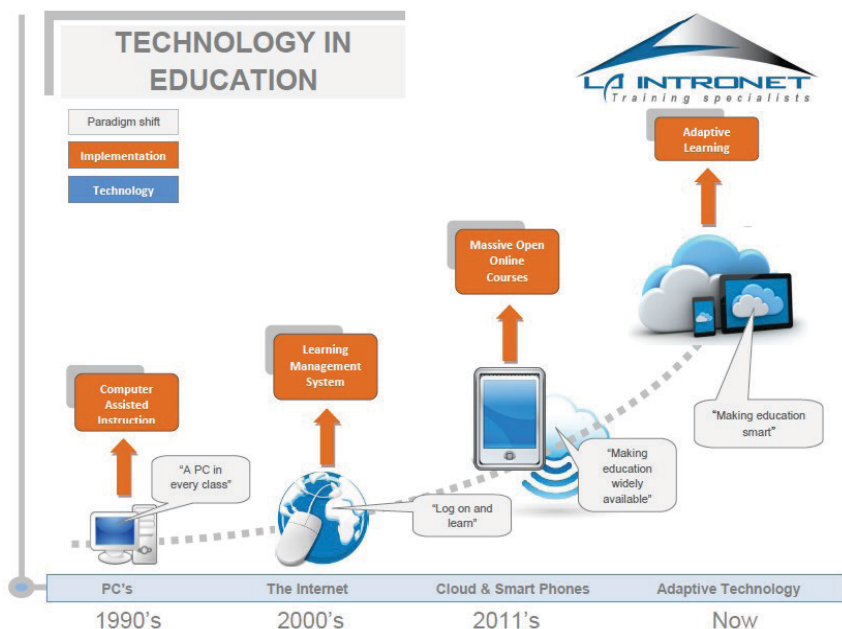 TECHNOLOGY IN
EDUCATION
LA INTRONET
Training specialists
Paradigm shift
Implementation
Technology
Adaptive
Learning
Massive Open
Online
Courses
Learning
Management
System
Computer
Assisted
Instruction
"A PC in
every class"
"Log on and
learn"
"Making
education
widely
available"
"Making education
smart"
PC's
The Internet
Cloud & Smart Phones
Adaptive Technology
1990's
2000's
2011's
Now